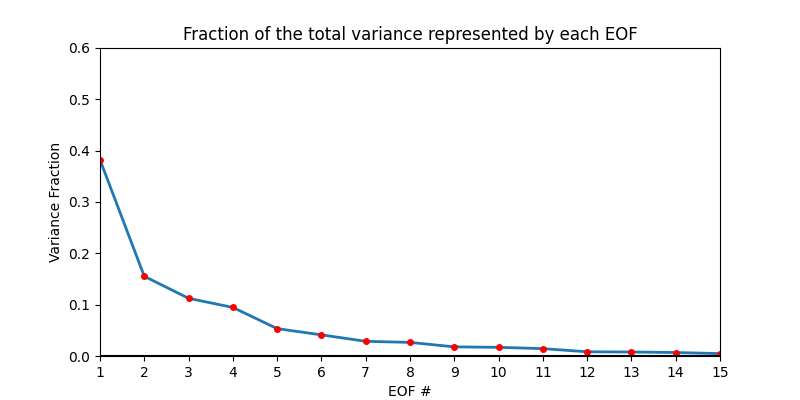 Fraction of the total variance represented by each EOF
0.6
0.5
0.4
0.3
0.2
0.1
0.0
Variance Fraction
1 2 3 4 5 6 7 8 9 10 11 12 13 14 15
EOF #